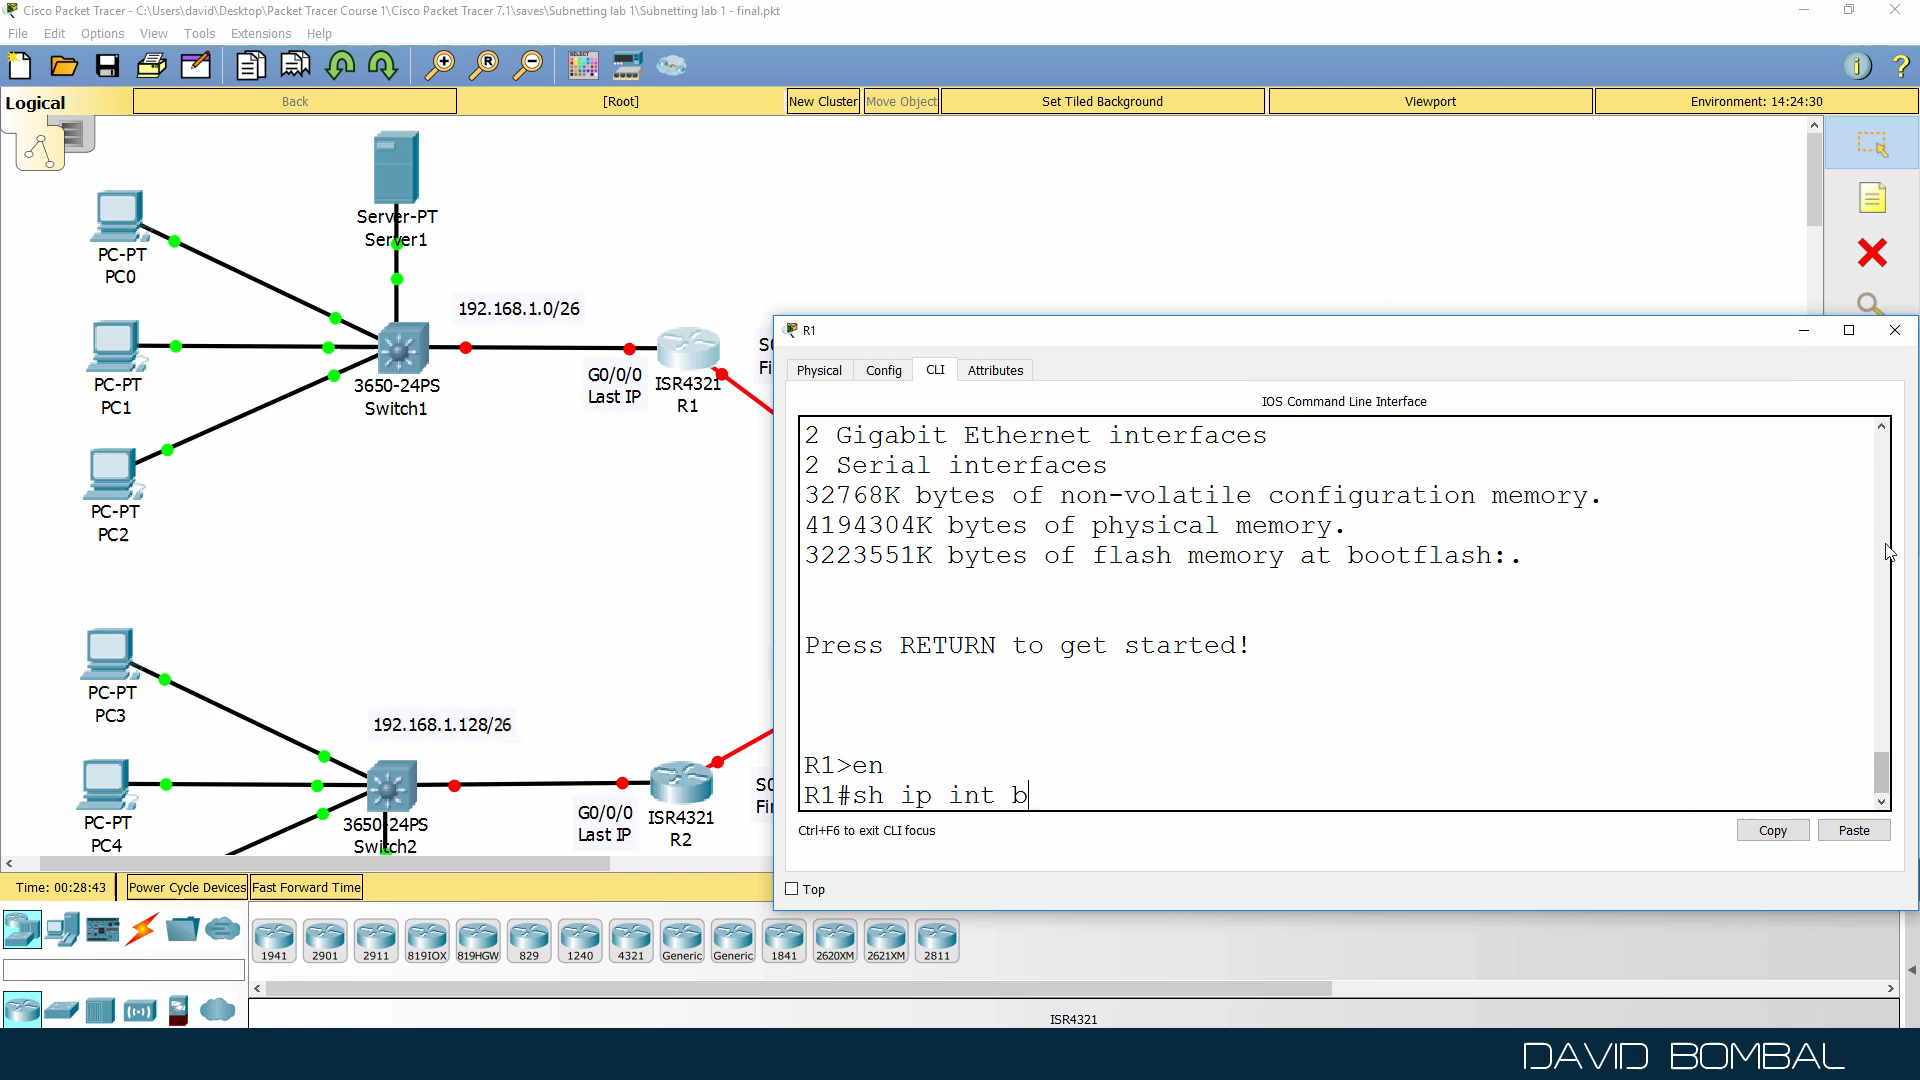 Cisco Packet Tracer - C:\Users\david\Desktop\Packet Tracer Course 1\Cisco Packet Tracer 7.1\saves\Subnetting lab 1\Subnetting lab 1 - final.pkt
File Edit Options View Tools Extensions Help
Logical Back [Root] New Cluster Move Object Set Tiled Background Viewport Environment: 14:24:30
Server-PT
Server1
PC-PT
PC0
192.168.1.0/26
PC-PT
PC1
3650-24PS
Switch1
G0/0/0
Last IP
ISR4321
R1
S0
Fi
PC-PT
PC2
PC-PT
PC3
192.168.1.128/26
PC-PT
PC4
3650-24PS
Switch2
G0/0/0
Last IP
ISR4321
R2
S0
Fi
R1
Physical Config CLI Attributes
IOS Command Line Interface
2 Gigabit Ethernet interfaces
2 Serial interfaces
32768K bytes of non-volatile configuration memory.
4194304K bytes of physical memory.
3223551K bytes of flash memory at bootflash:.
Press RETURN to get started!
R1>en
R1#sh ip int b
Ctrl+F6 to exit CLI focus
Copy Paste
Top
Time: 00:28:43 Power Cycle Devices Fast Forward Time
1941 2901 2911 819IOX 819HGW 829 1240 4321 Generic Generic 1841 2620XM 2621XM 2811
ISR4321
DAVID BOMBAL